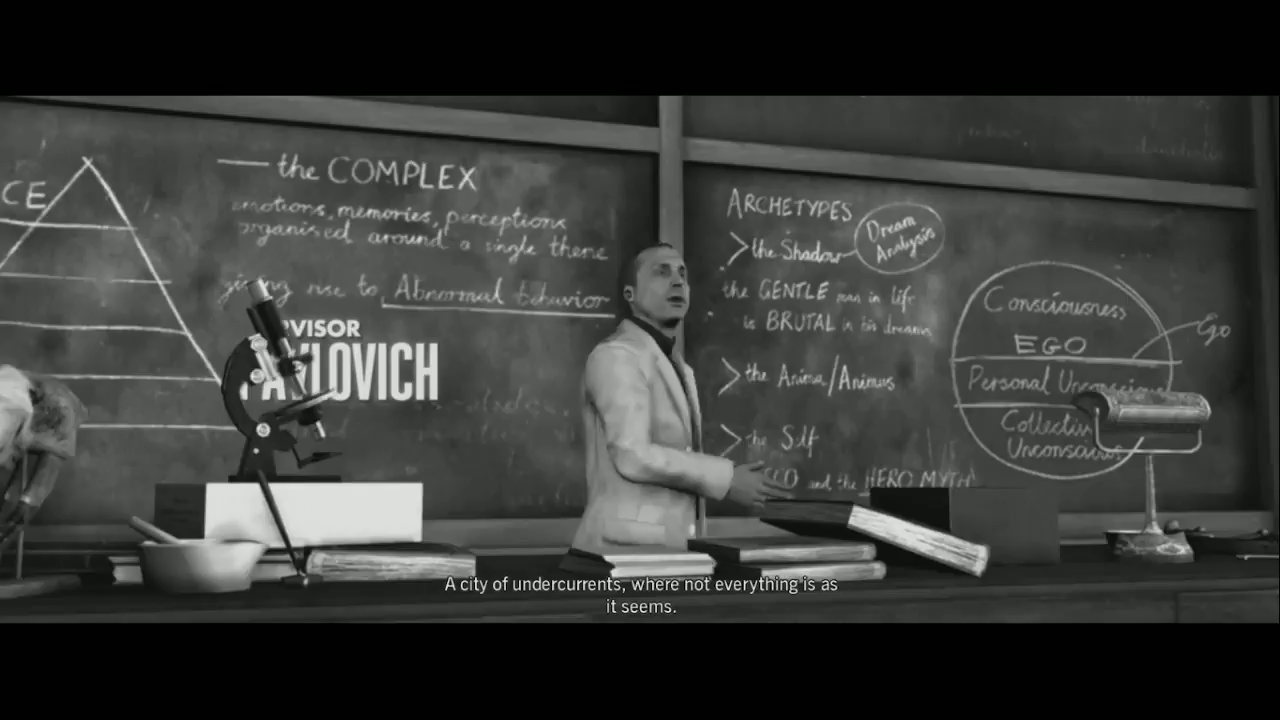 CE
— the COMPLEX
emotions, memories, perceptions
organised around a single theme
giving rise to Abnormal behavior
RVISOR
PAVLOVICH
ARCHETYPES
Dream
Analysis
the Shadow
the GENTLE man in life
is BRUTAL in his dreams
the Anima/Animus
the Self
and the HERO MYTH
Consciousness
EGO
Ego
Personal Unconscious
Collective
Unconscious
A city of undercurrents, where not everything is as
it seems.